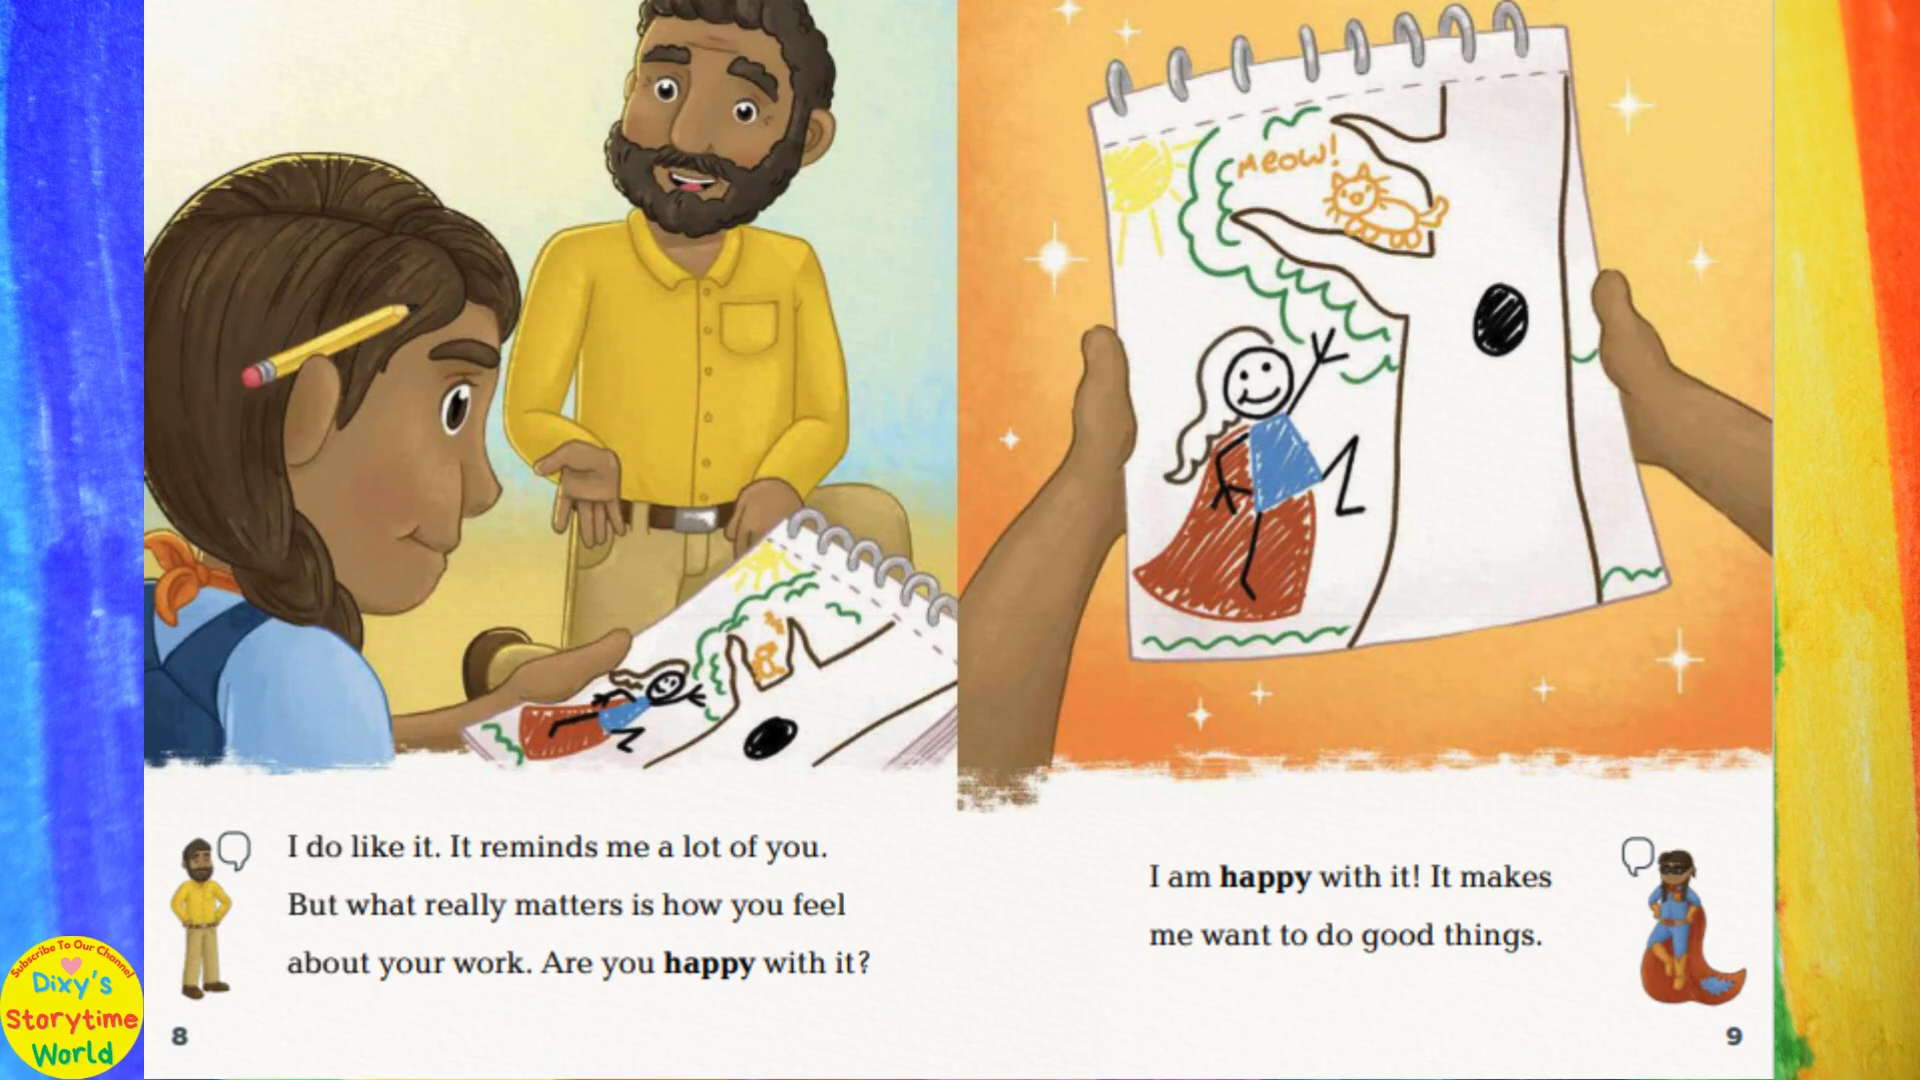 MEOW!
I do like it. It reminds me a lot of you.
But what really matters is how you feel
about your work. Are you happy with it?
8
I am happy with it! It makes
me want to do good things.
9
Subscribe To Our Channel
Dixy's
Storytime
World